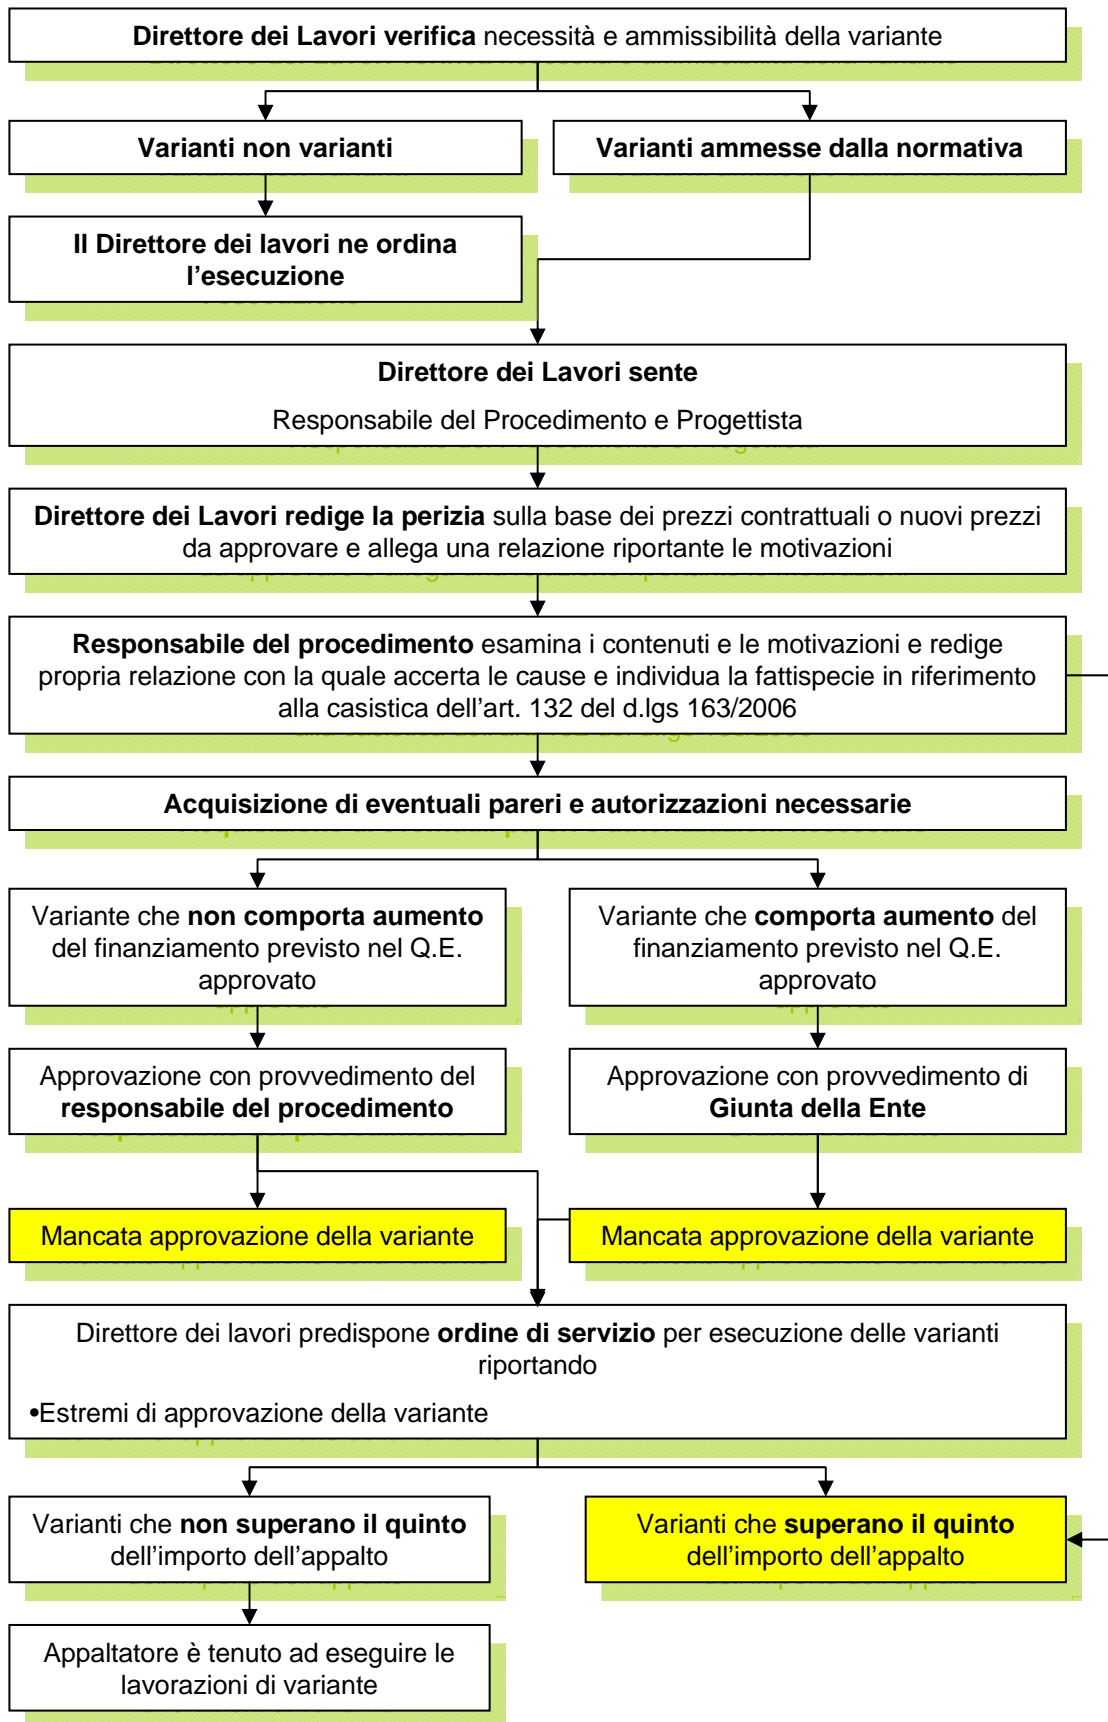 Direttore dei Lavori verifica necessità e ammissibilità della variante
Varianti non varianti
Varianti ammesse dalla normativa
Il Direttore dei lavori ne ordina
l’esecuzione
Direttore dei Lavori sente
Responsabile del Procedimento e Progettista
Direttore dei Lavori redige la perizia sulla base dei prezzi contrattuali o nuovi prezzi
da approvare e allega una relazione riportante le motivazioni
Responsabile del procedimento esamina i contenuti e le motivazioni e redige
propria relazione con la quale accerta le cause e individua la fattispecie in riferimento
alla casistica dell’art. 132 del d.lgs 163/2006
Acquisizione di eventuali pareri e autorizzazioni necessarie
Variante che non comporta aumento
del finanziamento previsto nel Q.E.
approvato
Variante che comporta aumento del
finanziamento previsto nel Q.E.
approvato
Approvazione con provvedimento del
responsabile del procedimento
Approvazione con provvedimento di
Giunta della Ente
Mancata approvazione della variante
Mancata approvazione della variante
Direttore dei lavori predispone ordine di servizio per esecuzione delle varianti
riportando
•Estremi di approvazione della variante
Varianti che non superano il quinto
dell’importo dell’appalto
Varianti che superano il quinto
dell’importo dell’appalto
Appaltatore è tenuto ad eseguire le
lavorazioni di variante